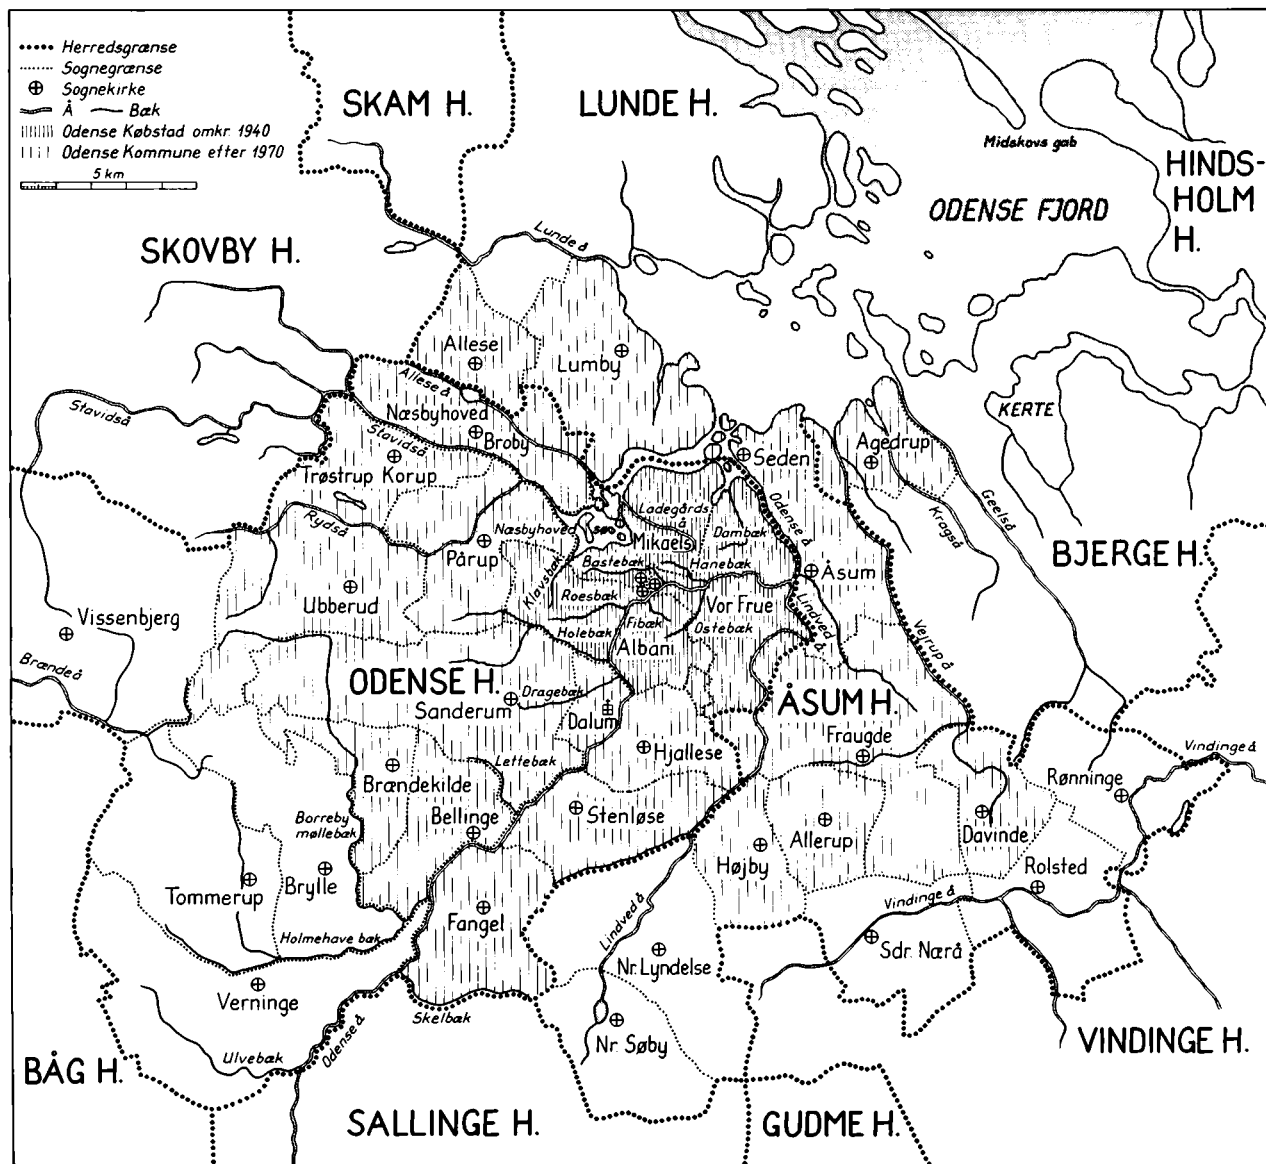 Herredsgrænse
Sognegrænse
Sognekirke
Å
Bæk
Odense Købstad omkr. 1940
Odense Kommune efter 1970
5 km
SKAM H.
LUNDE H.
Midskovs gab
HINDS-
HOLM
H.
ODENSE FJORD
SKOVBY H.
Lunde å
Allese
Lumby
Allese å
Stavidså
Næsbyhoved
Broby
KERTE
Stavidså
Trøstrup Korup
Seden
Agedrup
Geelså
Rydså
Næsbyhoved
sø
Ladegårds-
å
Mikaels
Dambæk
Odense å
Kragså
Pårup
Klavsbæk
Bastebæk
Hanebæk
Åsum
BJERGE H.
Ubberud
Roesbæk
Vor Frue
Lindved å
Vissenbjerg
Holebæk
Fibæk
Ostebæk
Vejrup å
Albani
Brændeå
ODENSE H.
Dragebæk
Sanderum
Dalum
ÅSUM H.
Fraugde
Hjallese
Vindinge å
Lettebæk
Rønninge
Brændekilde
Borreby
møllebæk
Bellinge
Stenløse
Davinde
Allerup
Højby
Rolsted
Tommerup
Brylle
Fangel
Vindinge å
Lindved å
Holmehave bæk
Nr. Lyndelse
Sdr. Nærå
Verninge
Skelbæk
Odense å
Nr. Søby
Ulvebæk
BÅG H.
VINDINGE H.
SALLINGE H.
GUDME H.